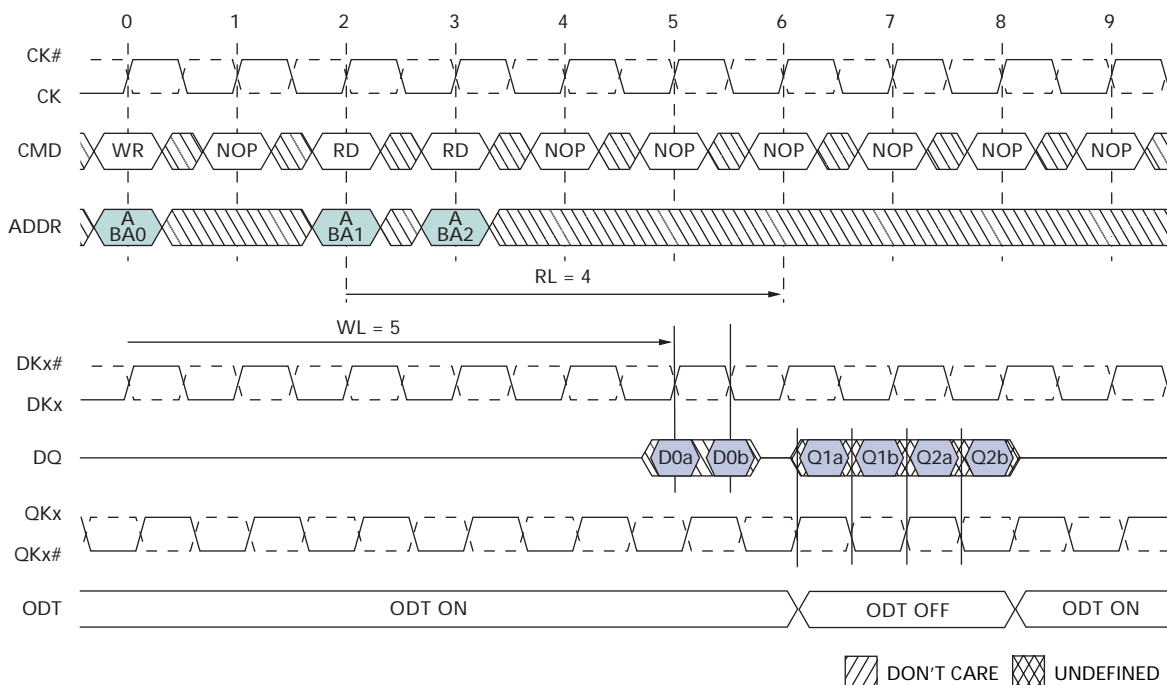 0 1 2 3 4 5 6 7 8 9
CK#
CK
CMD WR NOP RD RD NOP NOP NOP NOP NOP NOP
ADDR A BA0 A BA1 A BA2
RL = 4
WL = 5
DKx#
DKx
DQ D0a D0b Q1a Q1b Q2a Q2b
QKx
QKx#
ODT ODT ON ODT OFF ODT ON
DON'T CARE UNDEFINED